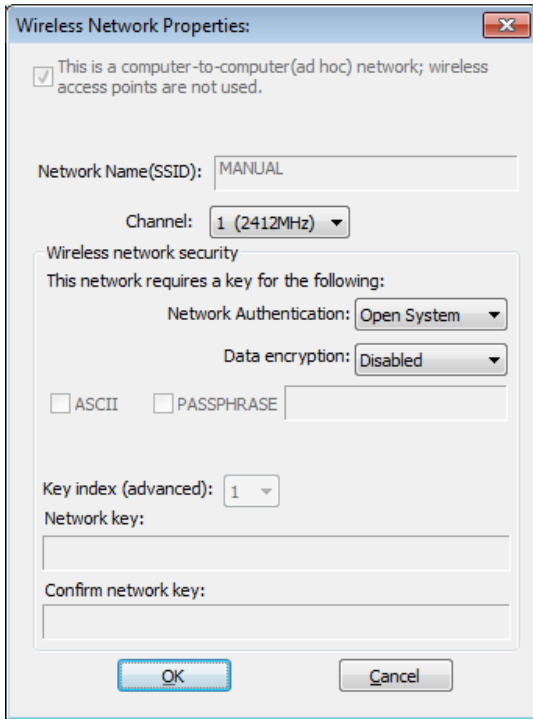 Wireless Network Properties:
This is a computer-to-computer(ad hoc) network; wireless
access points are not used.
Network Name(SSID): MANUAL
Channel: 1 (2412MHz)
Wireless network security
This network requires a key for the following:
Network Authentication: Open System
Data encryption: Disabled
ASCII PASSPHRASE
Key index (advanced): 1
Network key:
Confirm network key:
OK Cancel